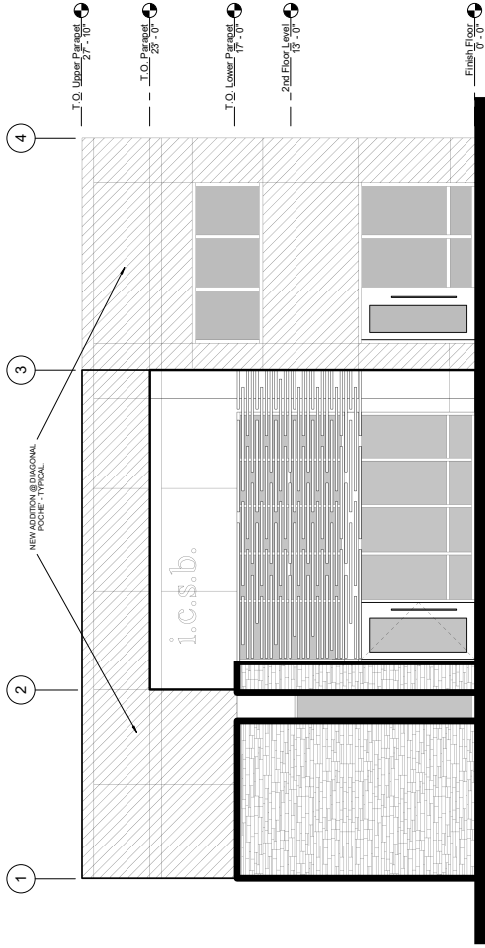 4
3
2
1
T.O. Upper Parapet
27' - 10"
T.O. Parapet
23' - 0"
T.O. Lower Parapet
17' - 0"
2nd Floor Level
13' - 0"
Finish Floor
0' - 0"
NEW ADDITION @ DIAGONAL
POCHE' - TYPICAL.
i.c.s.b.